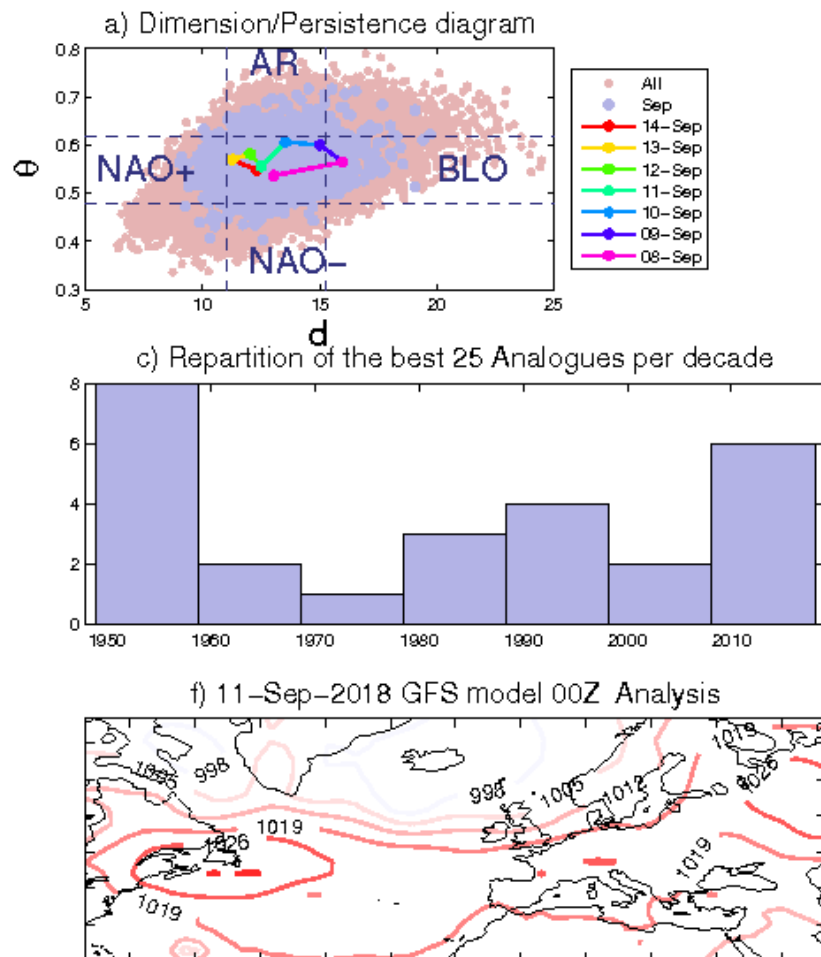 a) Dimension/Persistence diagram
0.8
0.7
0.6
0.5
0.4
0.3
θ
AR
NAO+
BLO
NAO−
5
10
15
20
25
d
All
Sep
14−Sep
13−Sep
12−Sep
11−Sep
10−Sep
09−Sep
08−Sep
c) Repartition of the best 25 Analogues per decade
8
6
4
2
0
1950
1960
1970
1980
1990
2000
2010
f) 11−Sep−2018 GFS model 00Z Analysis
998
998
1005
1012
1019
1026
1019
1026
1019
1019